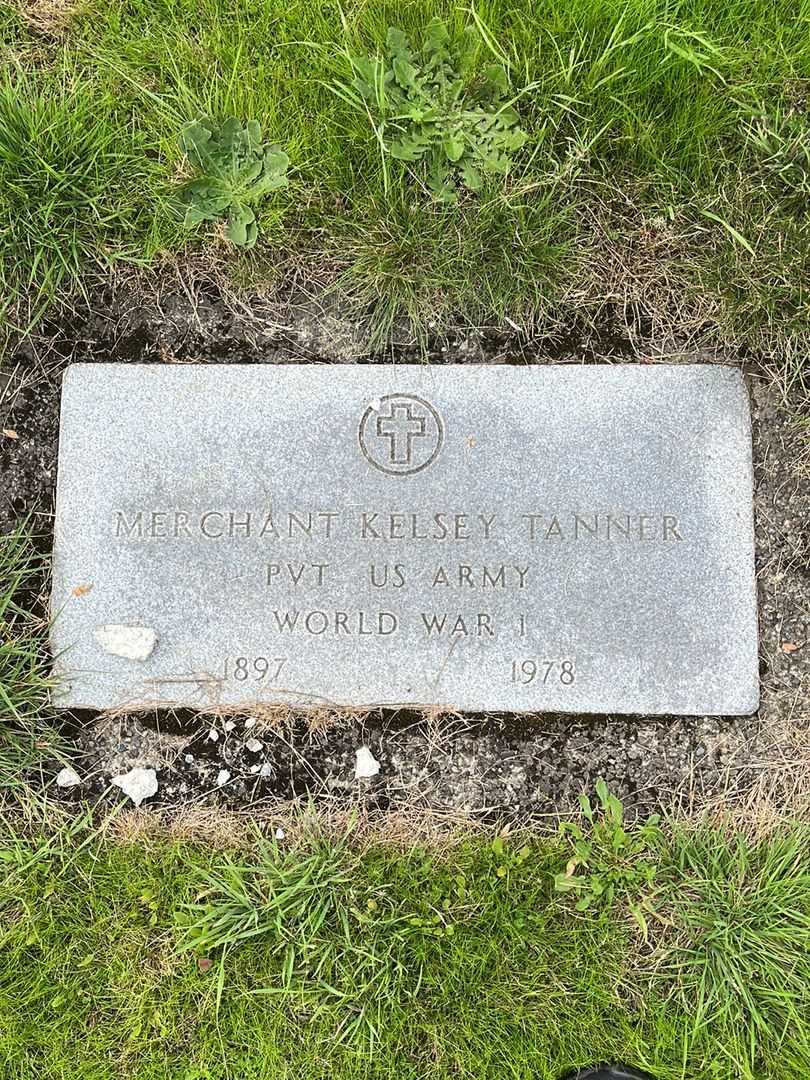 MERCHANT KELSEY TANNER
PVT US ARMY
WORLD WAR I
1897 1978